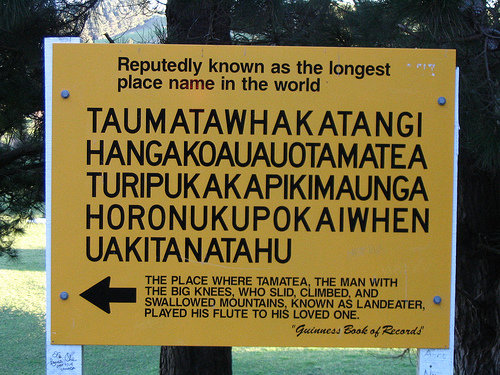 Reputedly known as the longest
place name in the world
TAUMATAWHAKATANGI
HANGAKOAUAUOTAMATEA
TURIPUKAKAPIKIMAUNGA
HORONUKUPOKAIWHEN
UAKITANATAHU
THE PLACE WHERE TAMATEA, THE MAN WITH
THE BIG KNEES, WHO SLID, CLIMBED, AND
SWALLOWED MOUNTAINS, KNOWN AS LANDEATER,
PLAYED HIS FLUTE TO HIS LOVED ONE.
"Guinness Book of Records"